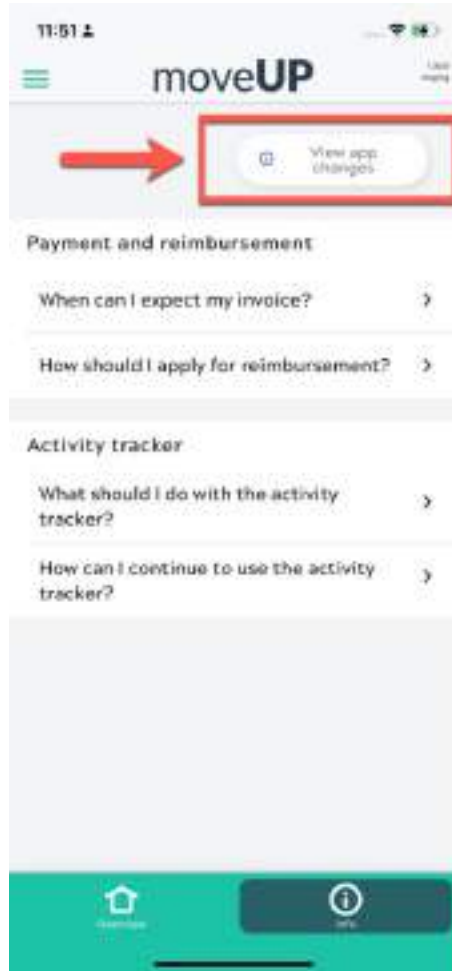 11:51
moveUP
View app
changes
Payment and reimbursement
When can I expect my invoice?
How should I apply for reimbursement?
Activity tracker
What should I do with the activity
tracker?
How can I continue to use the activity
tracker?
Info